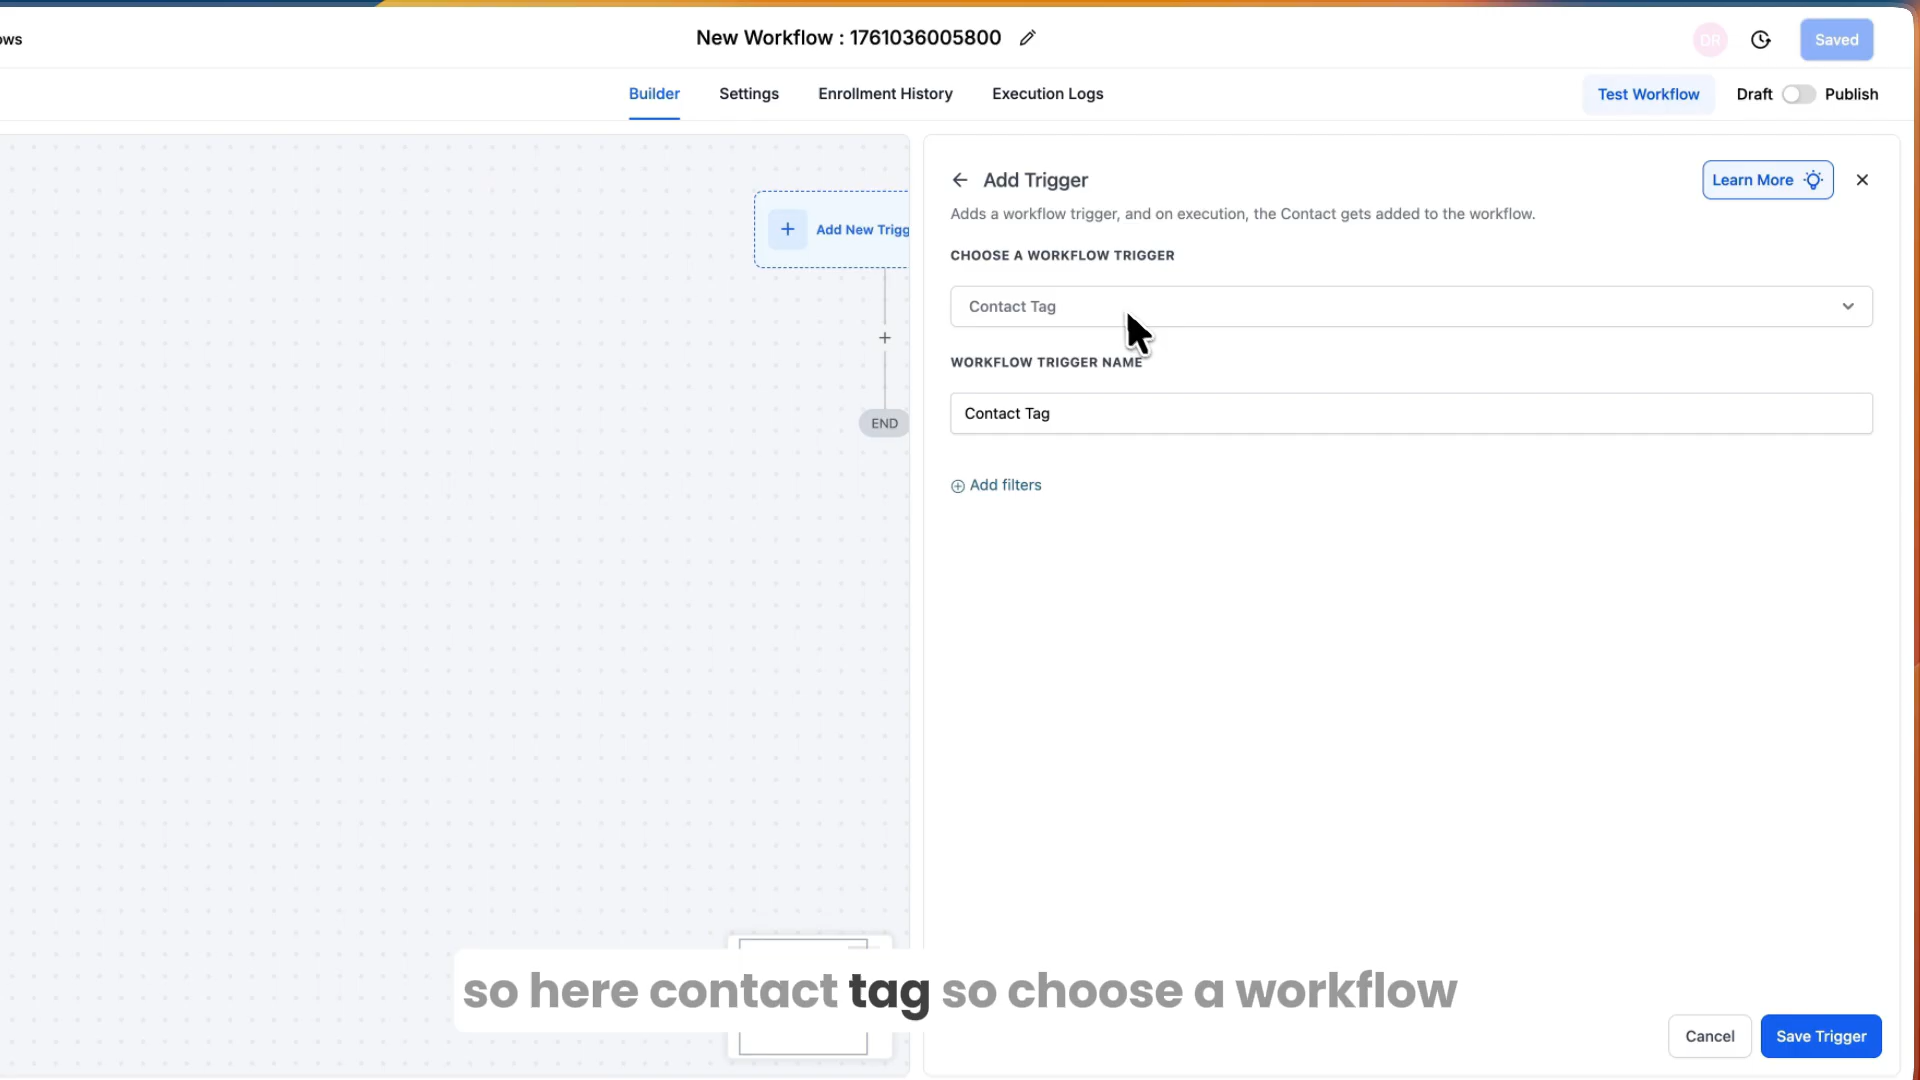 ows
New Workflow : 1761036005800
Saved
Builder
Settings
Enrollment History
Execution Logs
Test Workflow
Draft
Publish
Add New Trigg
END
Add Trigger
Learn More
Adds a workflow trigger, and on execution, the Contact gets added to the workflow.
CHOOSE A WORKFLOW TRIGGER
Contact Tag
WORKFLOW TRIGGER NAME
Contact Tag
Add filters
so here contact tag so choose a workflow
Cancel
Save Trigger